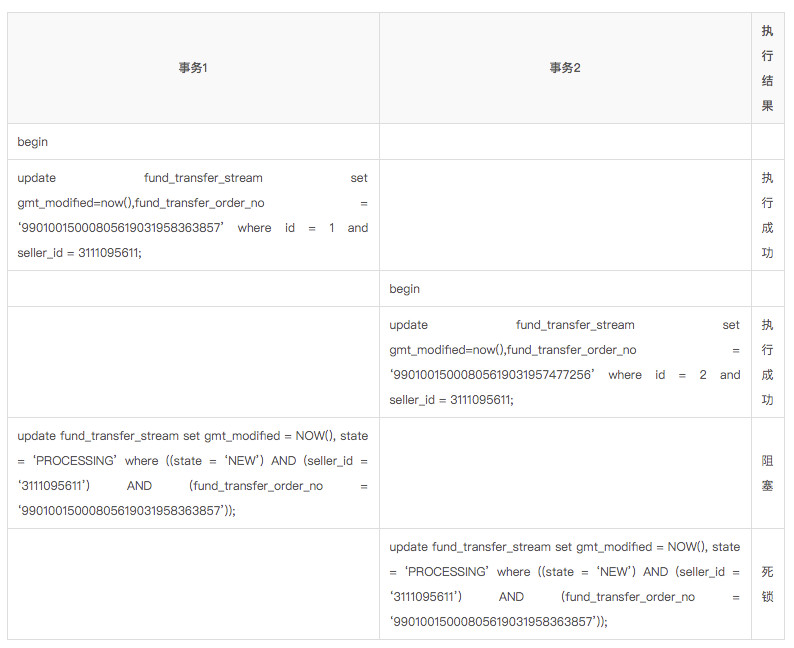 事务1
事务2
执
行
结
果
begin
update fund_transfer_stream set
gmt_modified=now(),fund_transfer_order_no =
‘99010015000805619031958363857’ where id = 1 and
seller_id = 3111095611;
执
行
成
功
begin
update fund_transfer_stream set
gmt_modified=now(),fund_transfer_order_no =
‘99010015000805619031957477256’ where id = 2 and
seller_id = 3111095611;
执
行
成
功
update fund_transfer_stream set gmt_modified = NOW(), state
= ‘PROCESSING’ where ((state = ‘NEW’) AND (seller_id =
‘3111095611’) AND (fund_transfer_order_no =
‘99010015000805619031958363857’));
阻
塞
update fund_transfer_stream set gmt_modified = NOW(), state
= ‘PROCESSING’ where ((state = ‘NEW’) AND (seller_id =
‘3111095611’) AND (fund_transfer_order_no =
‘99010015000805619031958363857’));
死
锁